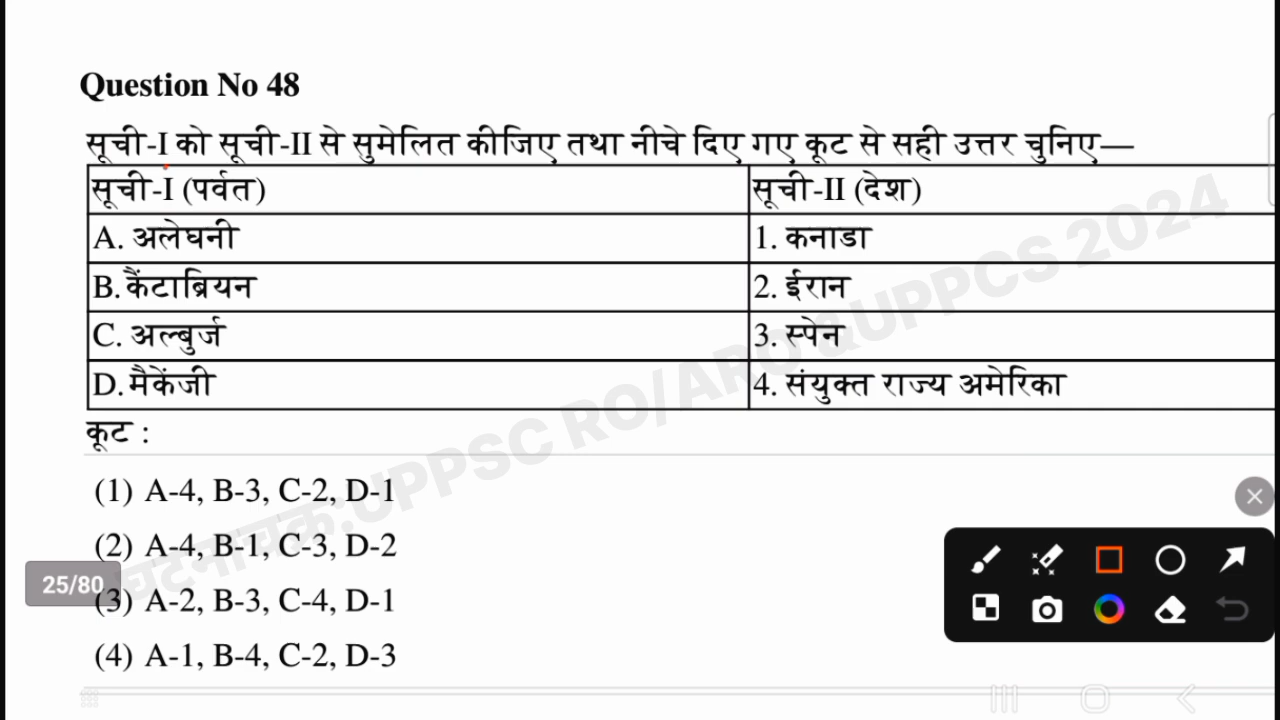 Question No 48
सूची-I को सूची-II से सुमेलित कीजिए तथा नीचे दिए गए कूट से सही उत्तर चुनिए—
सूची-I (पर्वत) सूची-II (देश)
A. अलेघनी 1. कनाडा
B. कैंटाब्रियन 2. ईरान
C. अल्बुर्ज 3. स्पेन
D. मैकेंजी 4. संयुक्त राज्य अमेरिका
कूट :
(1) A-4, B-3, C-2, D-1
(2) A-4, B-1, C-3, D-2
25/80
(3) A-2, B-3, C-4, D-1
(4) A-1, B-4, C-2, D-3
घटनाचक्र:UPPSC RO/ARO &UPPCS 2024